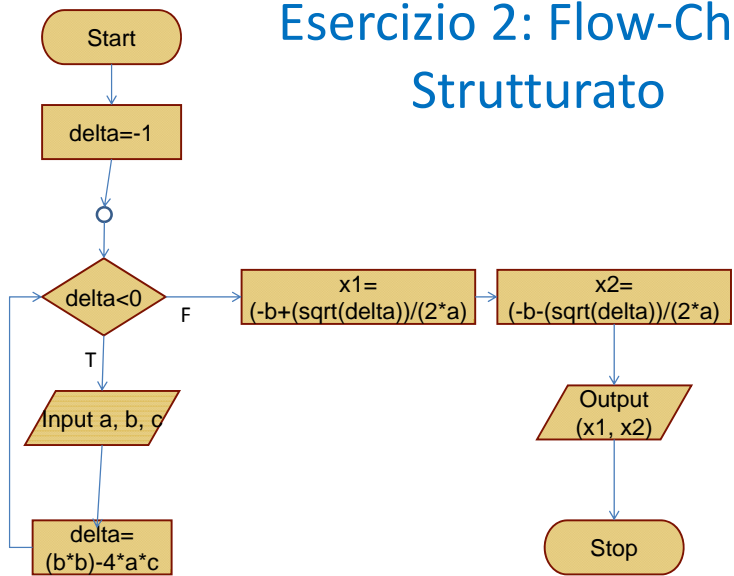 Esercizio 2: Flow-Ch
Strutturato
Start
delta=-1
delta<0
F
T
x1=
(-b+(sqrt(delta))/(2*a)
x2=
(-b-(sqrt(delta))/(2*a)
Input a, b, c
Output
(x1, x2)
delta=
(b*b)-4*a*c
Stop